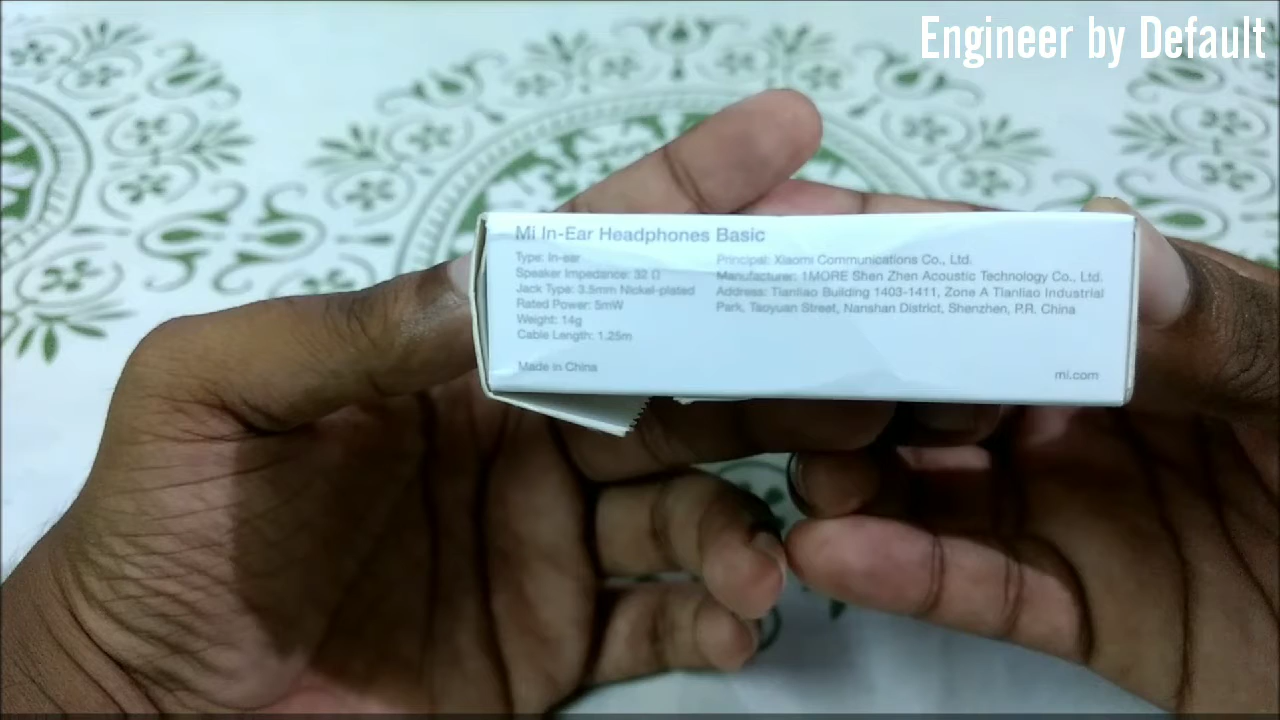 Engineer by Default
Mi In-Ear Headphones Basic
Type: In-ear
Speaker Impedance: 32 Ω
Jack Type: 3.5mm Nickel-plated
Rated Power: 5mW
Weight: 14g
Cable Length: 1.25m
Made in China
Principal: Xiaomi Communications Co., Ltd.
Manufacturer: 1MORE Shen Zhen Acoustic Technology Co., Ltd.
Address: Tianliao Building 1403-1411, Zone A Tianliao Industrial
Park, Taoyuan Street, Nanshan District, Shenzhen, P.R. China
mi.com